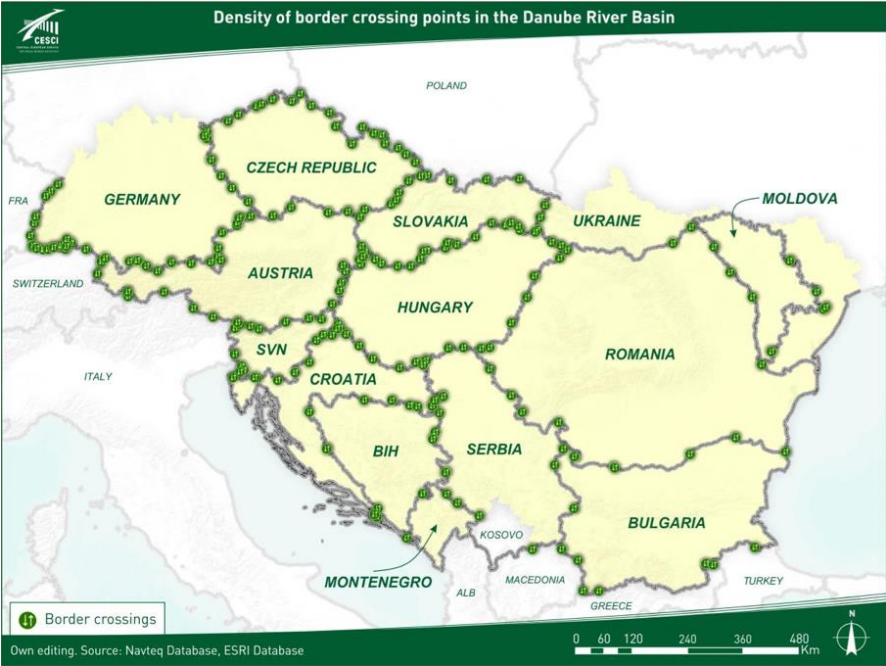 Density of border crossing points in the Danube River Basin
CESCI
POLAND
CZECH REPUBLIC
GERMANY
FRA
MOLDOVA
SLOVAKIA
UKRAINE
SWITZERLAND
AUSTRIA
HUNGARY
SVN
ROMANIA
ITALY
CROATIA
BIH
SERBIA
BULGARIA
KOSOVO
MONTENEGRO
ALB
MACEDONIA
TURKEY
GREECE
Border crossings
N
Own editing. Source: Navteq Database, ESRI Database
0 60 120 240 360 480
Km